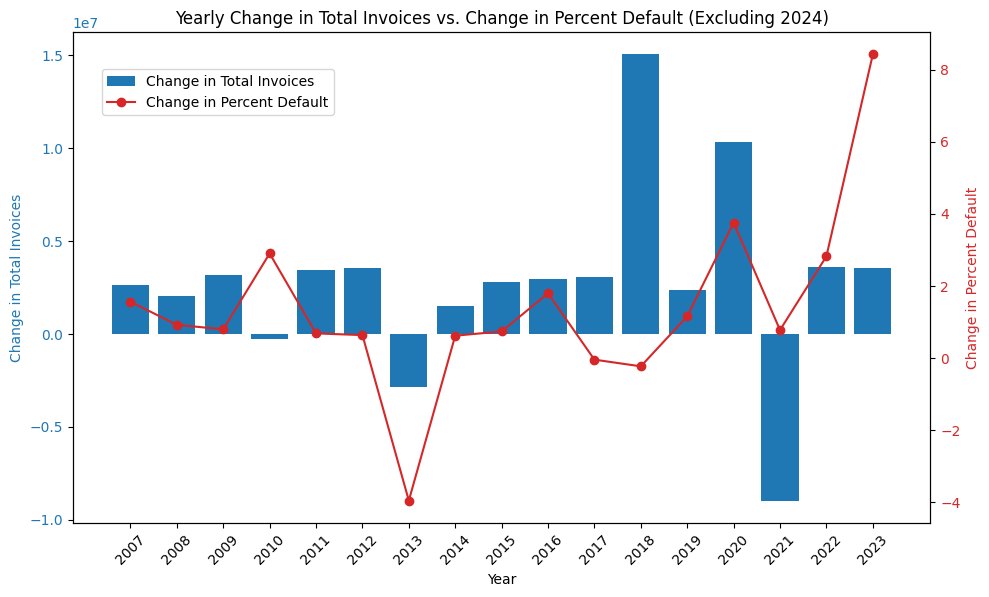 Yearly Change in Total Invoices vs. Change in Percent Default (Excluding 2024)
1e7
Change in Total Invoices
Change in Percent Default
1.5
1.0
0.5
0.0
−0.5
−1.0
Change in Total Invoices
8
6
4
2
0
−2
−4
Change in Percent Default
2007 2008 2009 2010 2011 2012 2013 2014 2015 2016 2017 2018 2019 2020 2021 2022 2023
Year